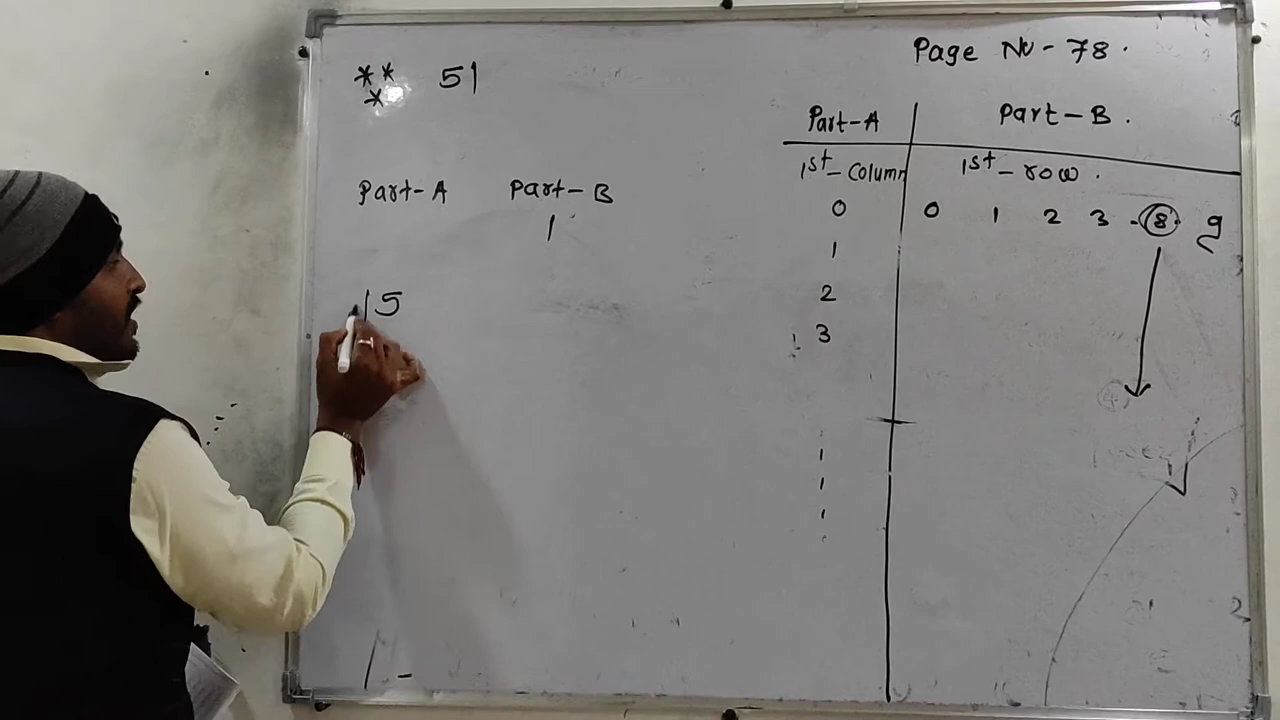 ** 51
*
Part-A Part-B
1
15
Page No - 78.
Part-A Part-B.
1st-Column 1st-row.
0 0 1 2 3 - 8 - 9
1
2
3